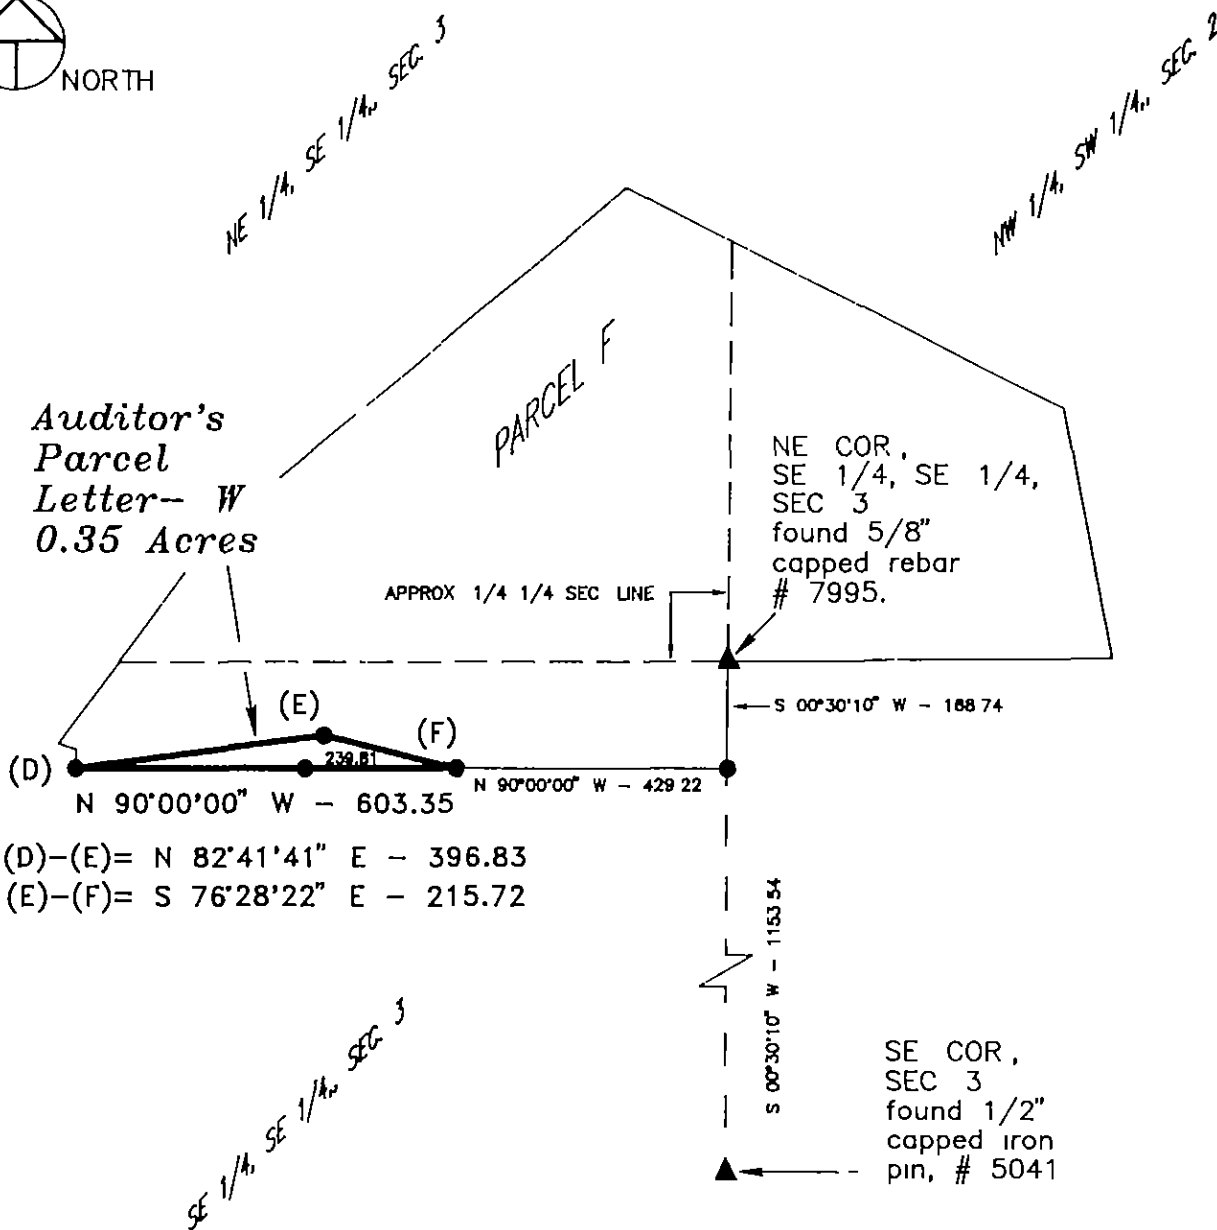 NORTH
NE 1/4, SE 1/4, SEC. 3
NW 1/4, SW 1/4, SEC. 2
PARCEL F
Auditor's
Parcel
Letter- W
0.35 Acres
NE COR,
SE 1/4, SE 1/4,
SEC 3
found 5/8"
capped rebar
# 7995.
APPROX 1/4 1/4 SEC LINE
S 00°30'10" W - 168 74
(E)
(F)
(D)
239.81
N 90°00'00" W - 429 22
N 90°00'00" W - 603.35
(D)-(E)= N 82°41'41" E - 396.83
(E)-(F)= S 76°28'22" E - 215.72
S 00°30'10" W - 1153 54
SE 1/4, SE 1/4, SEC. 3
SE COR,
SEC 3
found 1/2"
capped iron
pin, # 5041